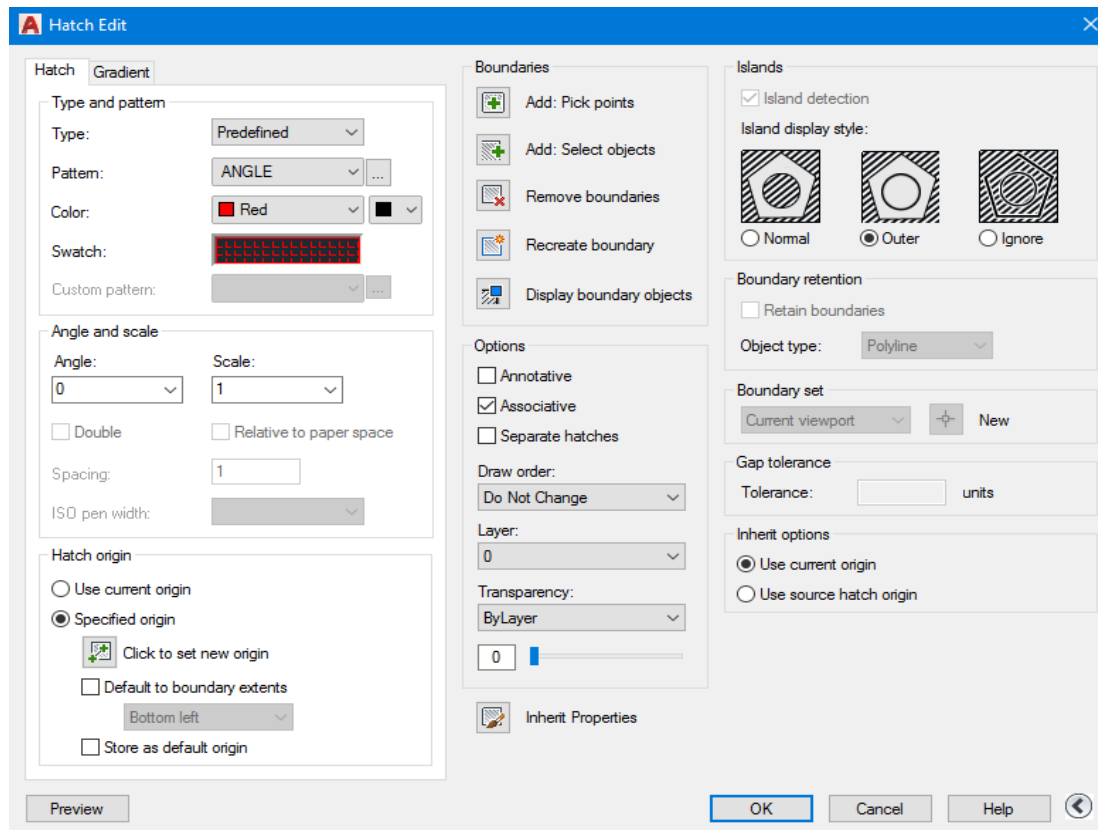 Hatch Edit
Hatch
Gradient
Type and pattern
Type:
Predefined
Pattern:
ANGLE
...
Color:
Red
Swatch:
Custom pattern:
...
Angle and scale
Angle:
Scale:
0
1
Double
Relative to paper space
Spacing:
1
ISO pen width:
Hatch origin
Use current origin
Specified origin
Click to set new origin
Default to boundary extents
Bottom left
Store as default origin
Boundaries
Add: Pick points
Add: Select objects
Remove boundaries
Recreate boundary
Display boundary objects
Options
Annotative
Associative
Separate hatches
Draw order:
Do Not Change
Layer:
0
Transparency:
ByLayer
0
Inherit Properties
Islands
Island detection
Island display style:
Normal
Outer
Ignore
Boundary retention
Retain boundaries
Object type:
Polyline
Boundary set
Current viewport
New
Gap tolerance
Tolerance:
units
Inherit options
Use current origin
Use source hatch origin
Preview
OK
Cancel
Help